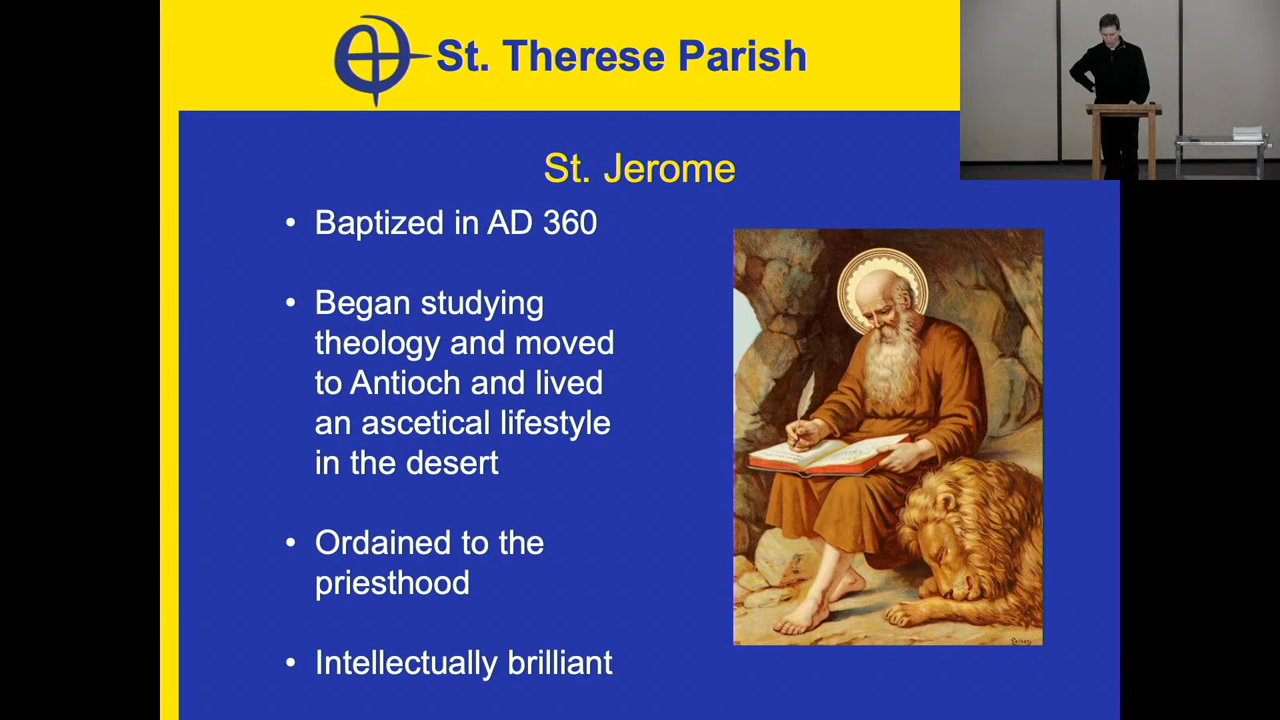 St. Therese Parish
St. Jerome
• Baptized in AD 360
• Began studying
theology and moved
to Antioch and lived
an ascetical lifestyle
in the desert
• Ordained to the
priesthood
• Intellectually brilliant